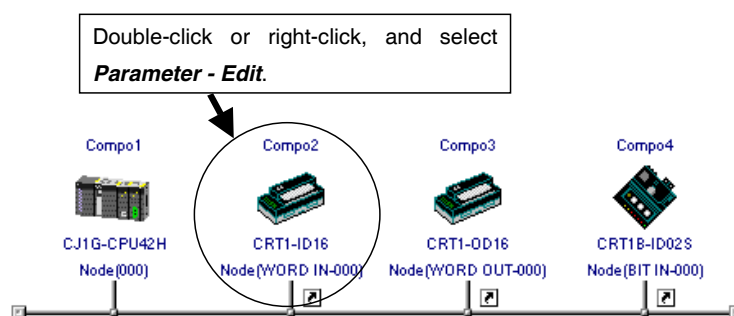 Double-click or right-click, and select
Parameter - Edit.
Compo1 Compo2 Compo3 Compo4
CJ1G-CPU42H CRT1-ID16 CRT1-OD16 CRT1B-ID02S
Node(000) Node(WORD IN-000) Node(WORD OUT-000) Node(BIT IN-000)